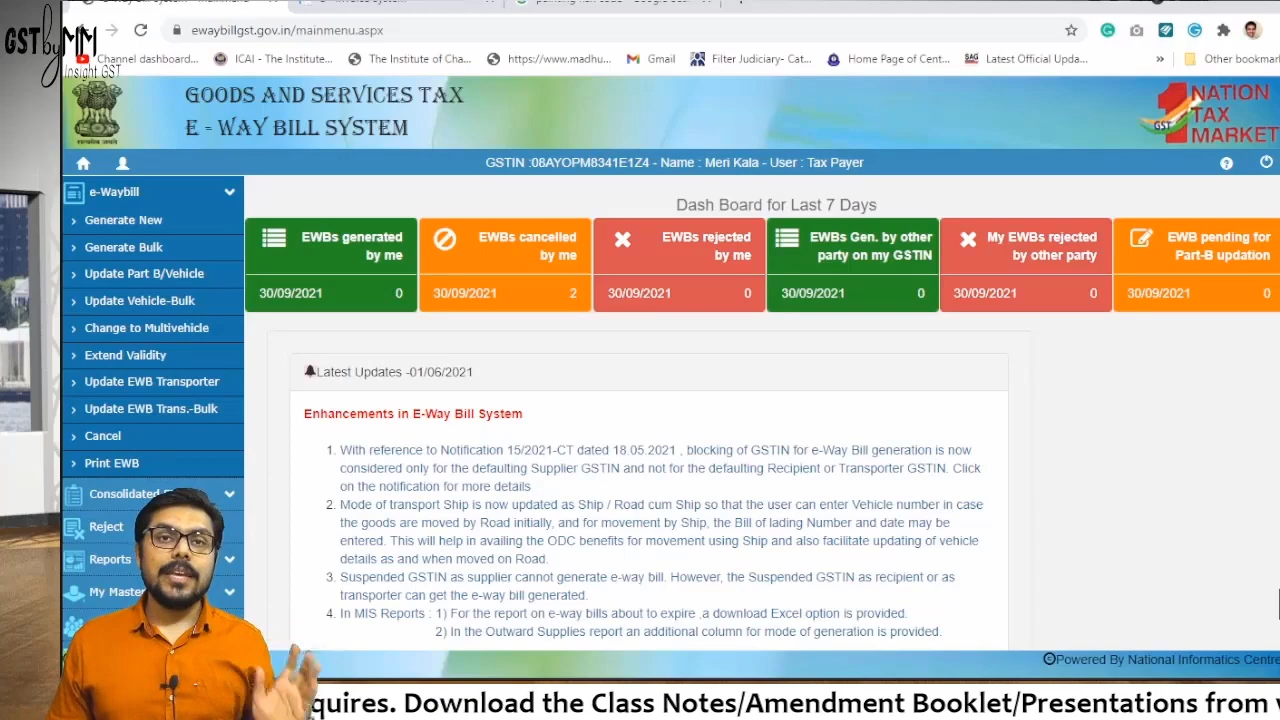 GST by MM
Insight GST
ewaybillgst.gov.in/mainmenu.aspx
Channel dashboard...
ICAI - The Institute...
The Institute of Cha...
https://www.madhu...
Gmail
Filter Judiciary-Cat...
Home Page of Cent...
SAG
Latest Official Upda...
»
Other bookmar
GOODS AND SERVICES TAX
E - WAY BILL SYSTEM
NATION
TAX
MARKET
GST
GSTIN :08AYOPM8341E1Z4 - Name : Meri Kala - User : Tax Payer
e-Waybill
Generate New
Generate Bulk
Update Part B/Vehicle
Update Vehicle-Bulk
Change to Multivehicle
Extend Validity
Update EWB Transporter
Update EWB Trans.-Bulk
Cancel
Print EWB
Consolidated
Reject
Reports
My Master
Dash Board for Last 7 Days
EWBs generated
by me
30/09/2021 0
EWBs cancelled
by me
30/09/2021 2
EWBs rejected
by me
30/09/2021 0
EWBs Gen. by other
party on my GSTIN
30/09/2021 0
My EWBs rejected
by other party
30/09/2021 0
EWB pending for
Part-B updation
30/09/2021 0
Latest Updates -01/06/2021
Enhancements in E-Way Bill System
1. With reference to Notification 15/2021-CT dated 18.05.2021 , blocking of GSTIN for e-Way Bill generation is now
considered only for the defaulting Supplier GSTIN and not for the defaulting Recipient or Transporter GSTIN. Click
on the notification for more details
2. Mode of transport Ship is now updated as Ship / Road cum Ship so that the user can enter Vehicle number in case
the goods are moved by Road initially, and for movement by Ship, the Bill of lading Number and date may be
entered. This will help in availing the ODC benefits for movement using Ship and also facilitate updating of vehicle
details as and when moved on Road.
3. Suspended GSTIN as supplier cannot generate e-way bill. However, the Suspended GSTIN as recipient or as
transporter can get the e-way bill generated.
4. In MIS Reports : 1) For the report on e-way bills about to expire ,a download Excel option is provided.
2) In the Outward Supplies report an additional column for mode of generation is provided.
©Powered By National Informatics Centre
quires. Download the Class Notes/Amendment Booklet/Presentations from